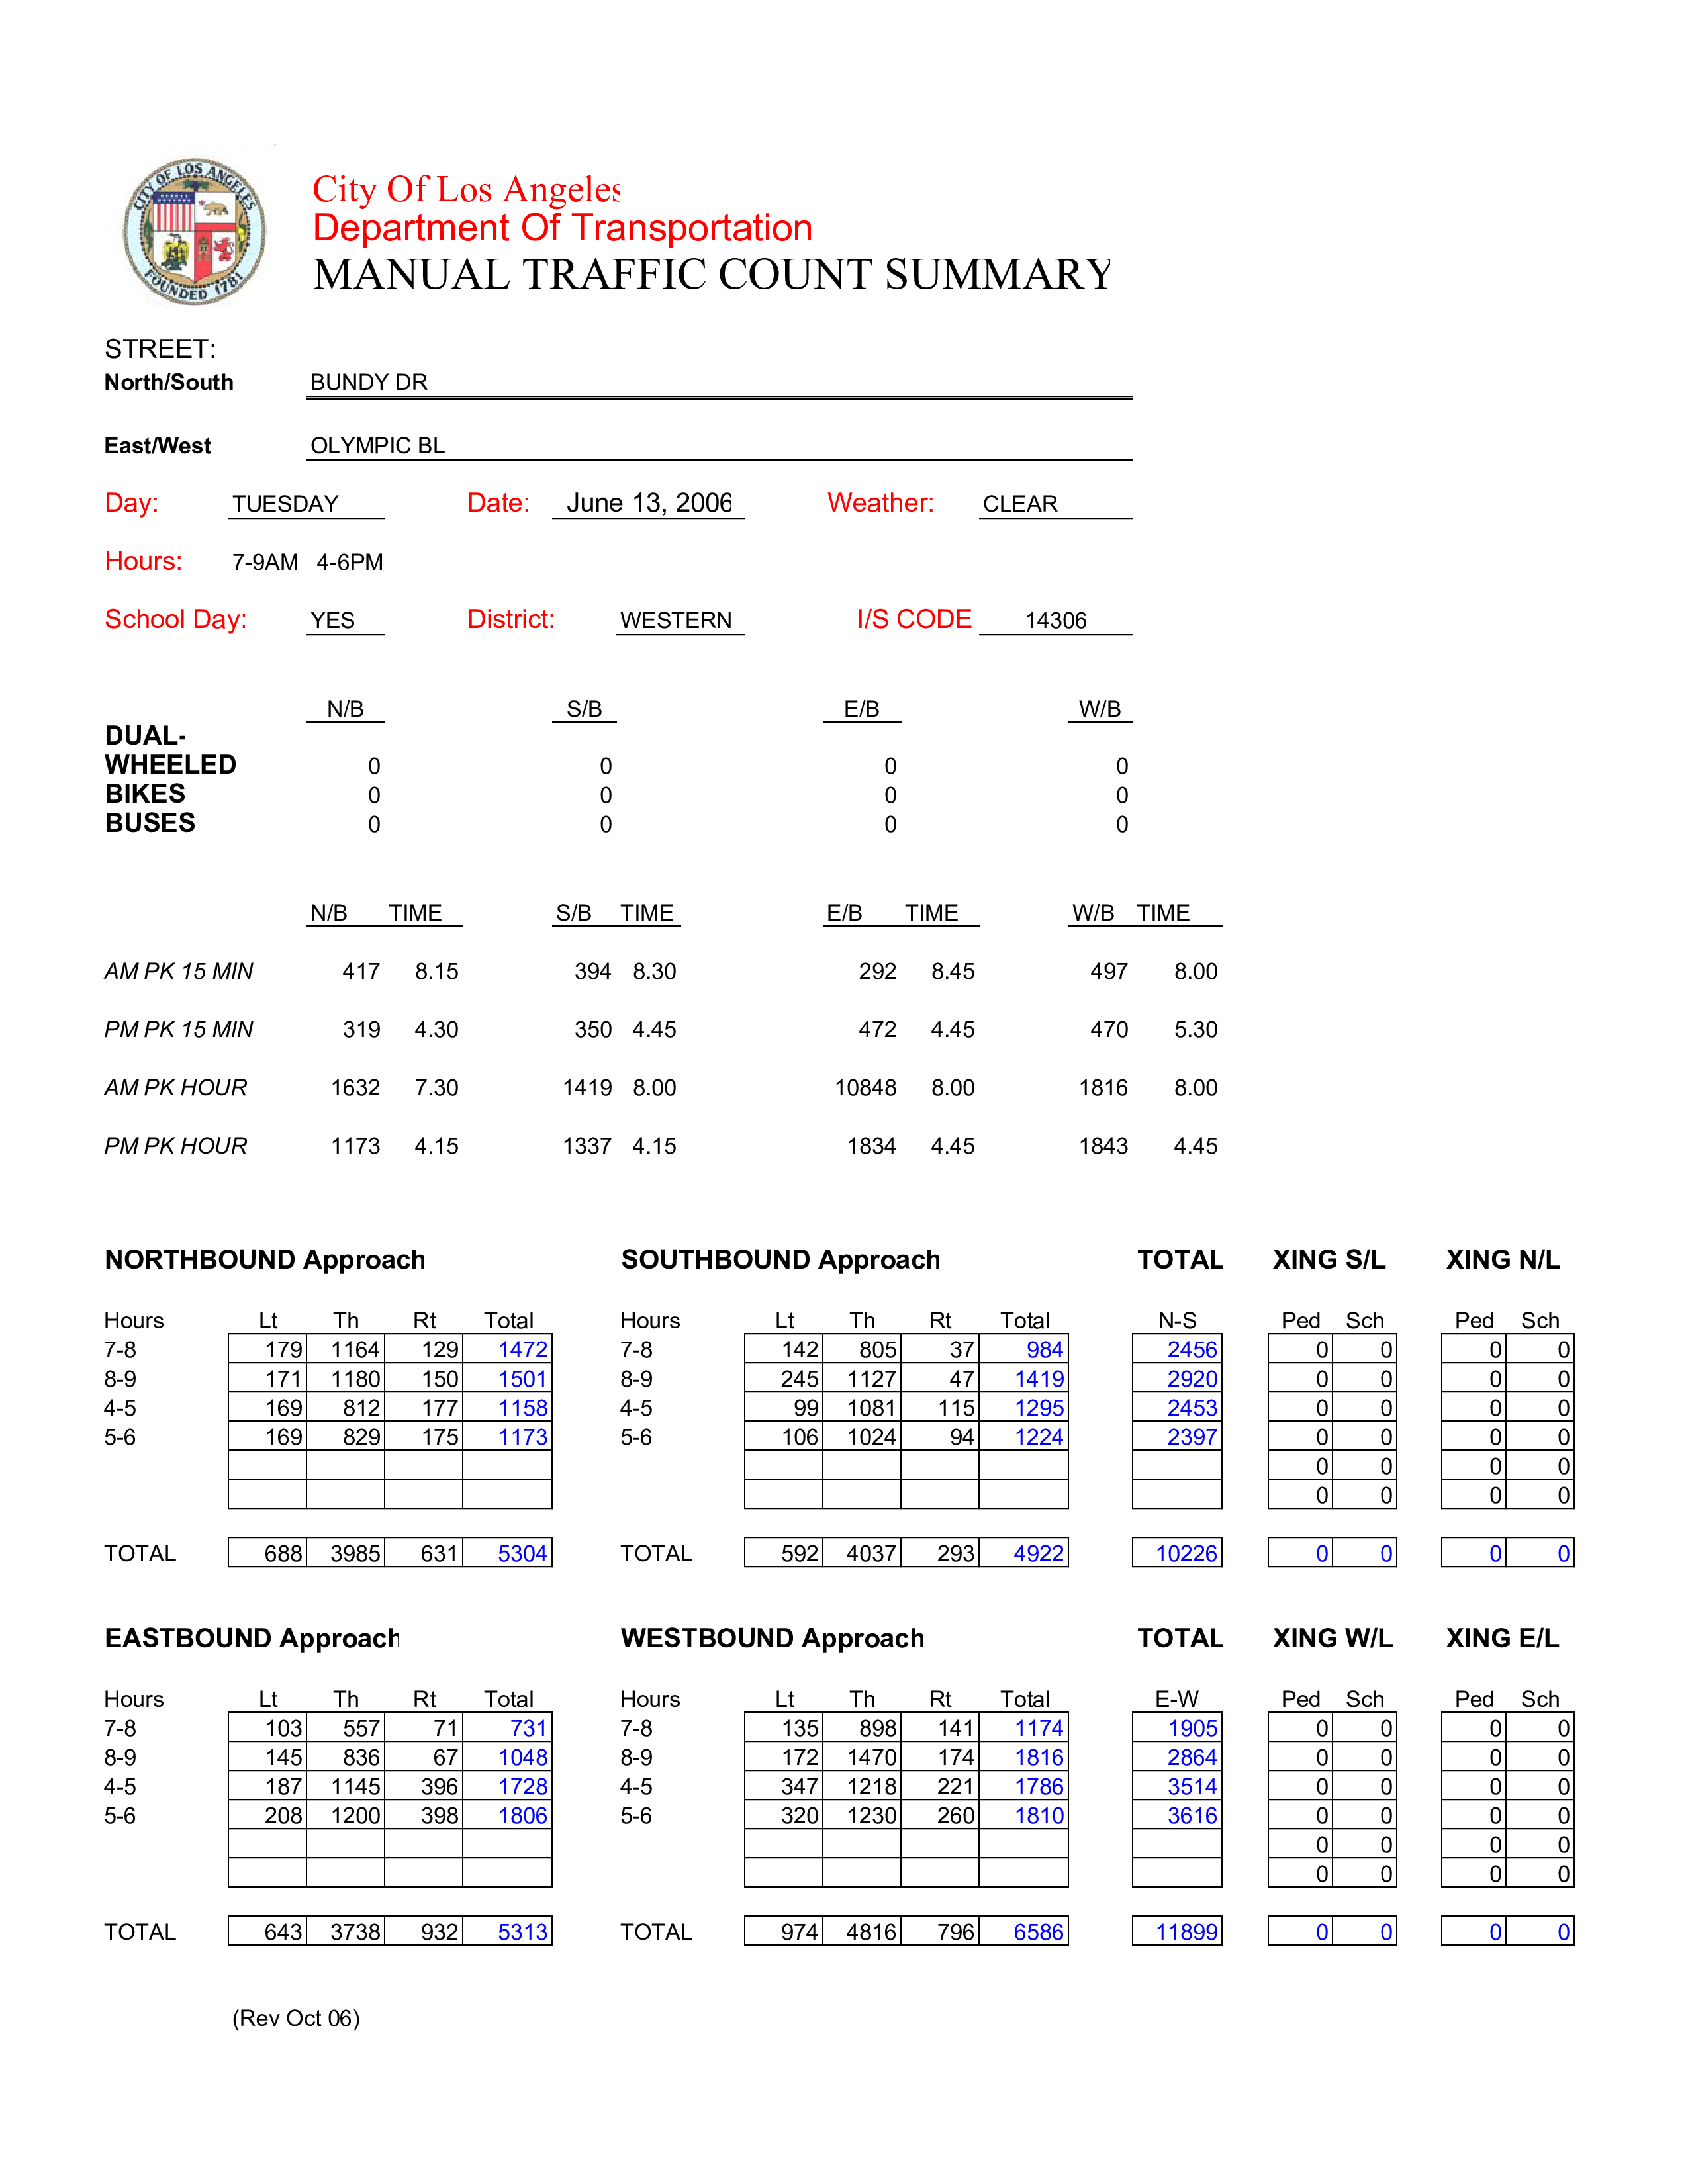 CITY OF LOS ANGELES
FOUNDED 1781
City Of Los Angeles
Department Of Transportation
MANUAL TRAFFIC COUNT SUMMARY
STREET:
North/South BUNDY DR
East/West OLYMPIC BL
Day: TUESDAY Date: June 13, 2006 Weather: CLEAR
Hours: 7-9AM 4-6PM
School Day: YES District: WESTERN I/S CODE 14306
N/B S/B E/B W/B
DUAL-
WHEELED 0 0 0 0
BIKES 0 0 0 0
BUSES 0 0 0 0
N/B TIME S/B TIME E/B TIME W/B TIME
AM PK 15 MIN 417 8.15 394 8.30 292 8.45 497 8.00
PM PK 15 MIN 319 4.30 350 4.45 472 4.45 470 5.30
AM PK HOUR 1632 7.30 1419 8.00 10848 8.00 1816 8.00
PM PK HOUR 1173 4.15 1337 4.15 1834 4.45 1843 4.45
NORTHBOUND Approach SOUTHBOUND Approach TOTAL XING S/L XING N/L
Hours Lt Th Rt Total Hours Lt Th Rt Total N-S Ped Sch Ped Sch
7-8 179 1164 129 1472 7-8 142 805 37 984 2456 0 0 0 0
8-9 171 1180 150 1501 8-9 245 1127 47 1419 2920 0 0 0 0
4-5 169 812 177 1158 4-5 99 1081 115 1295 2453 0 0 0 0
5-6 169 829 175 1173 5-6 106 1024 94 1224 2397 0 0 0 0
0 0 0 0
0 0 0 0
TOTAL 688 3985 631 5304 TOTAL 592 4037 293 4922 10226 0 0 0 0
EASTBOUND Approach WESTBOUND Approach TOTAL XING W/L XING E/L
Hours Lt Th Rt Total Hours Lt Th Rt Total E-W Ped Sch Ped Sch
7-8 103 557 71 731 7-8 135 898 141 1174 1905 0 0 0 0
8-9 145 836 67 1048 8-9 172 1470 174 1816 2864 0 0 0 0
4-5 187 1145 396 1728 4-5 347 1218 221 1786 3514 0 0 0 0
5-6 208 1200 398 1806 5-6 320 1230 260 1810 3616 0 0 0 0
0 0 0 0
0 0 0 0
TOTAL 643 3738 932 5313 TOTAL 974 4816 796 6586 11899 0 0 0 0
(Rev Oct 06)